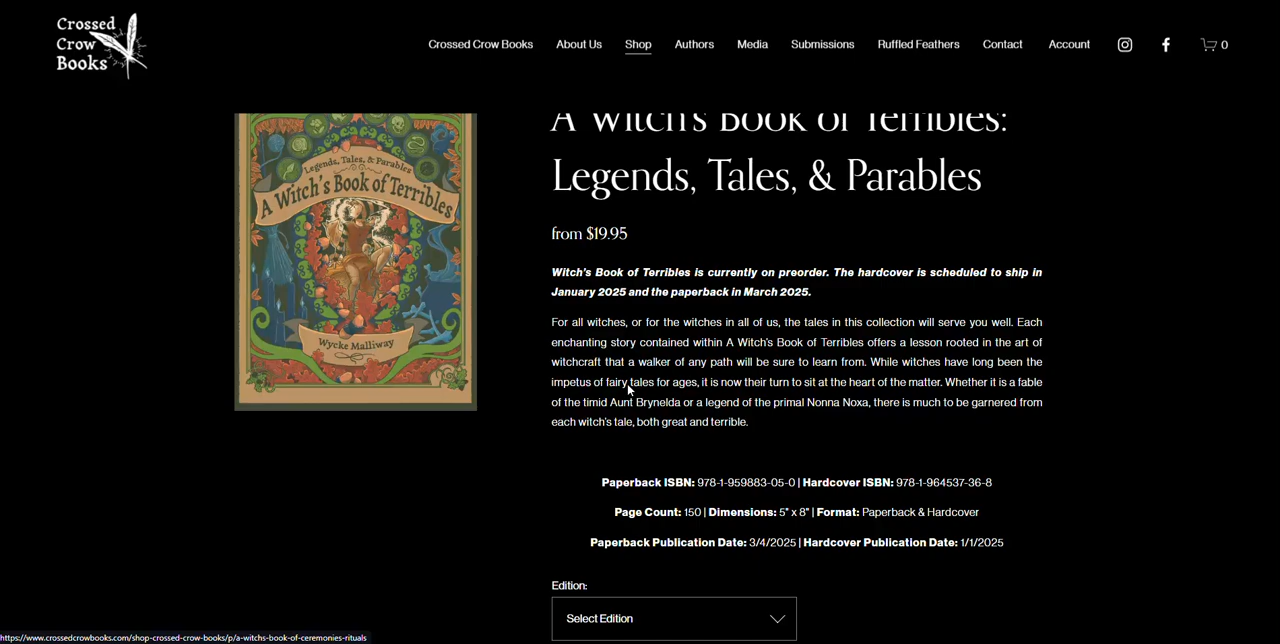 Crossed
Crow
Books
Crossed Crow Books About Us Shop Authors Media Submissions Ruffled Feathers Contact Account 0
A Witch's Book of Terribles:
Legends, Tales, & Parables
from $19.95
Witch's Book of Terribles is currently on preorder. The hardcover is scheduled to ship in
January 2025 and the paperback in March 2025.
For all witches, or for the witches in all of us, the tales in this collection will serve you well. Each
enchanting story contained within A Witch's Book of Terribles offers a lesson rooted in the art of
witchcraft that a walker of any path will be sure to learn from. While witches have long been the
impetus of fairy tales for ages, it is now their turn to sit at the heart of the matter. Whether it is a fable
of the timid Aunt Brynelda or a legend of the primal Nonna Noxa, there is much to be garnered from
each witch's tale, both great and terrible.
Paperback ISBN: 978-1-959883-05-0 | Hardcover ISBN: 978-1-964537-36-8
Page Count: 150 | Dimensions: 5" x 8" | Format: Paperback & Hardcover
Paperback Publication Date: 3/4/2025 | Hardcover Publication Date: 1/1/2025
Edition:
Select Edition
Legends, Tales, & Parables
A Witch's Book of Terribles
Wycke Malliway
https://www.crossedcrowbooks.com/shop-crossed-crow-books/p/a-witchs-book-of-ceremonies-rituals